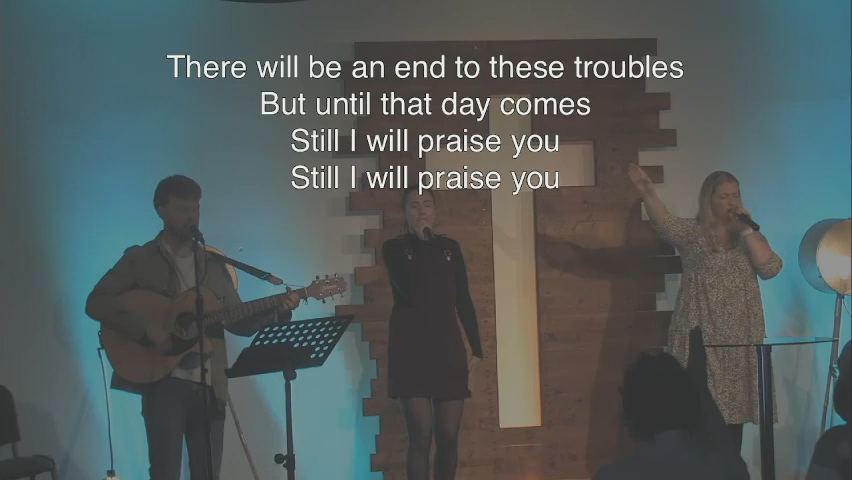 There will be an end to these troubles
But until that day comes
Still I will praise you
Still I will praise you